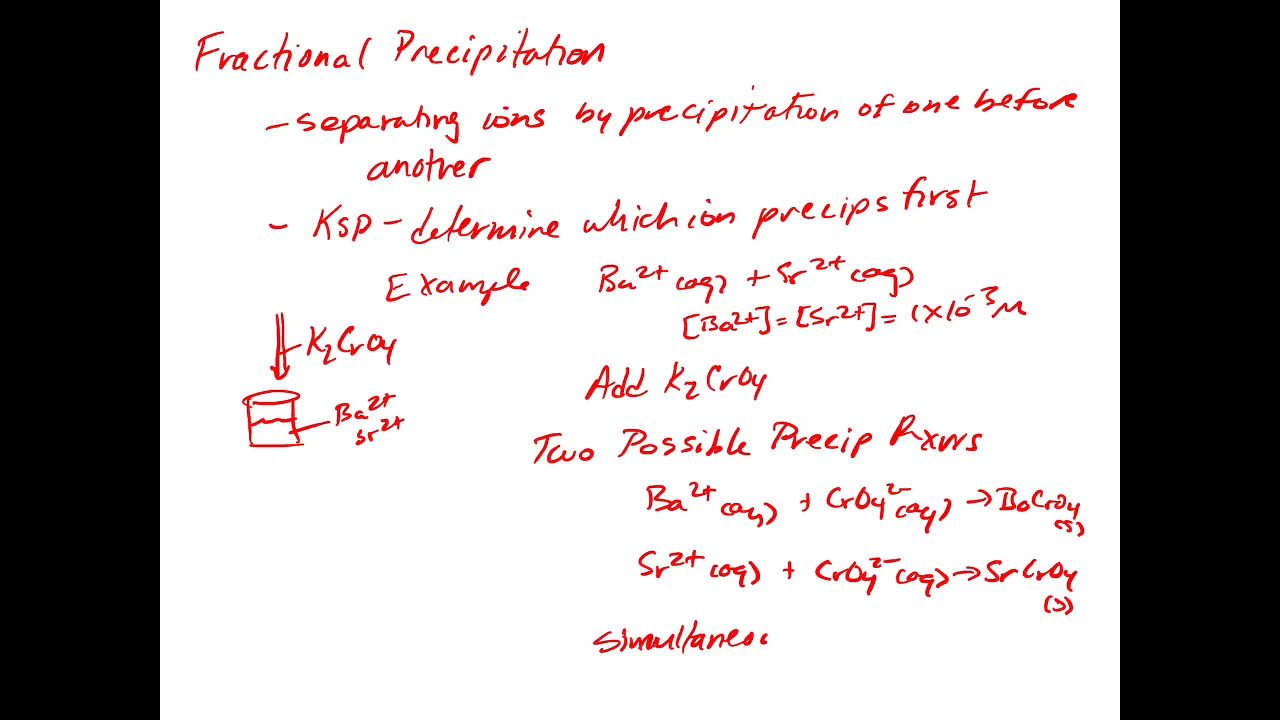 Fractional Precipitation
- separating ions by precipitation of one before
another
- Ksp - determine which ion precips first
Example Ba²⁺(aq) + Sr²⁺(aq)
[Ba²⁺] = [Sr²⁺] = 1×10⁻³M
K₂CrO₄
Ba²⁺
Sr²⁺
Add K₂CrO₄
Two Possible Precip Rxns
Ba²⁺(aq) + CrO₄²⁻(aq) → BaCrO₄(s)
Sr²⁺(aq) + CrO₄²⁻(aq) → SrCrO₄(s)
simultaneo